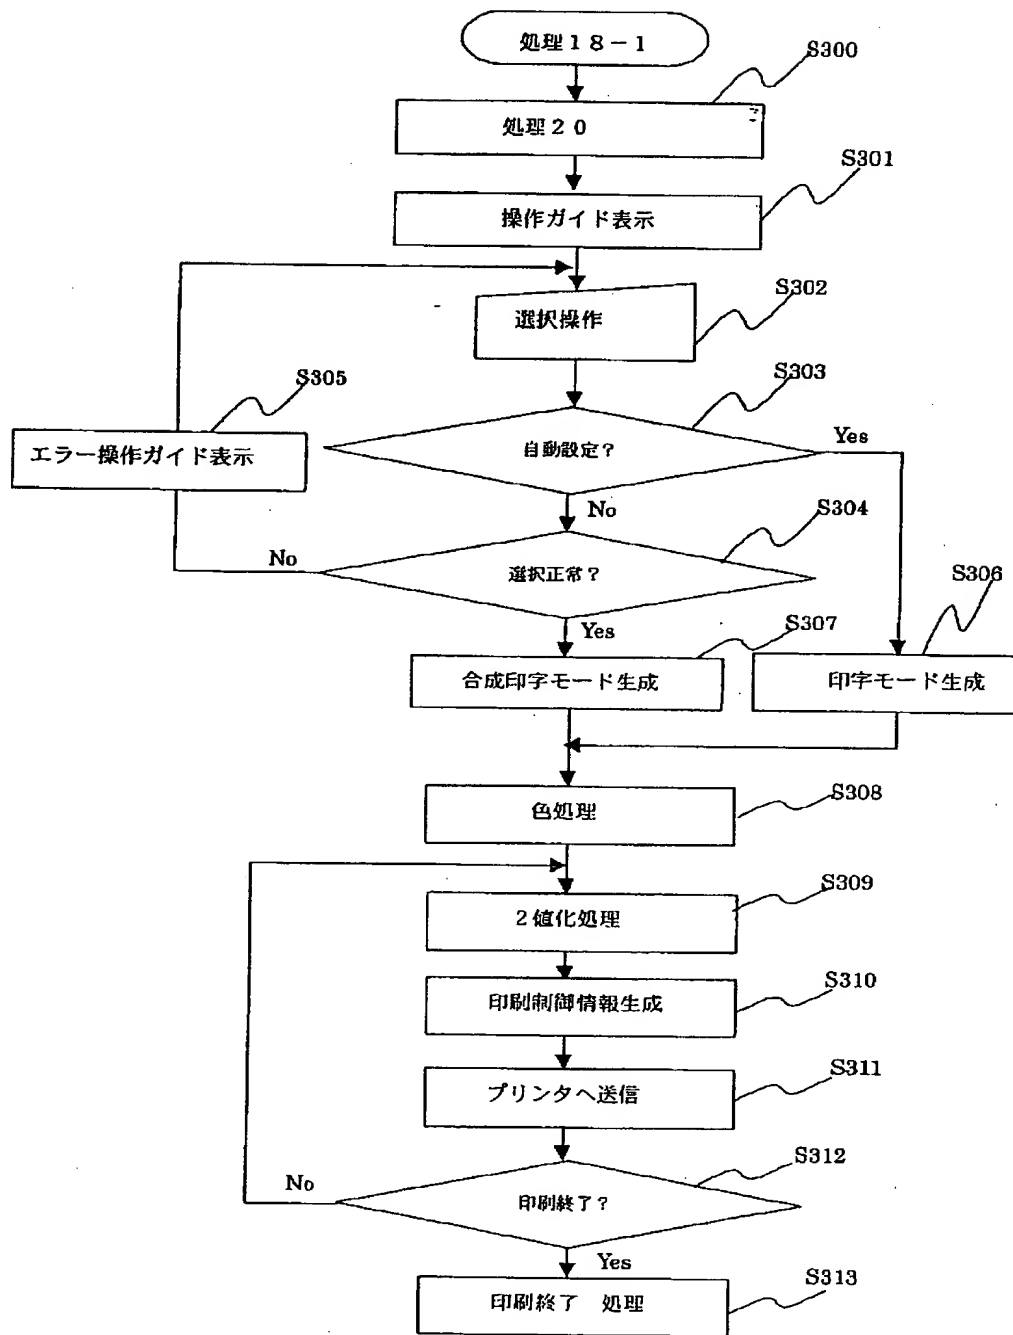 処理18-1
S300
処理20
S301
操作ガイド表示
S302
選択操作
S303
S305
自動設定?
Yes
エラー操作ガイド表示
No
S304
No
選択正常?
S306
Yes
S307
合成印字モード生成
印字モード生成
色処理
S308
S309
2値化処理
S310
印刷制御情報生成
S311
プリンタへ送信
S312
No
印刷終了?
Yes
S313
印刷終了 処理